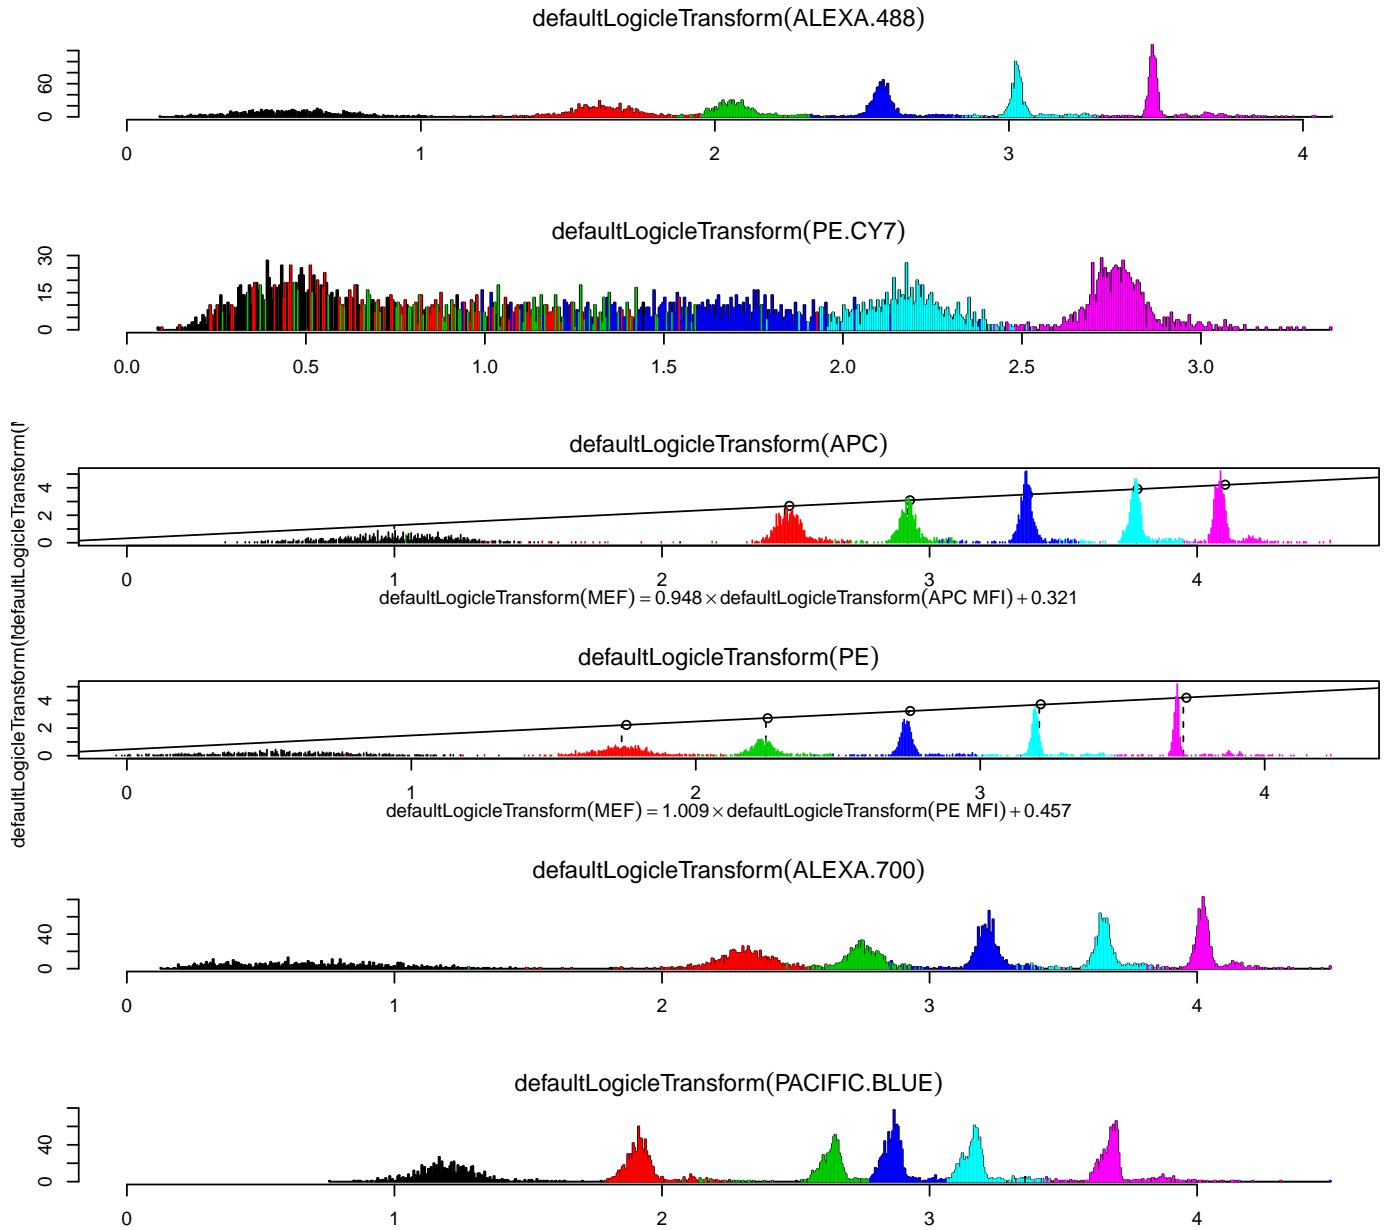 defaultLogicleTransform(ALEXA.488)
0 60
0 1 2 3 4
defaultLogicleTransform(PE.CY7)
0 15 30
0.0 0.5 1.0 1.5 2.0 2.5 3.0
defaultLogicleTransform(APC)
0 2 4
0 1 2 3 4
defaultLogicleTransform(MEF) = 0.948 × defaultLogicleTransform(APC MFI) + 0.321
defaultLogicleTransform(PE)
0 2 4
0 1 2 3 4
defaultLogicleTransform(MEF) = 1.009 × defaultLogicleTransform(PE MFI) + 0.457
defaultLogicleTransform(
defaultLogicleTransform(
defaultLogicleTransform(ALEXA.700)
0 40
0 1 2 3 4
defaultLogicleTransform(PACIFIC.BLUE)
0 40
0 1 2 3 4